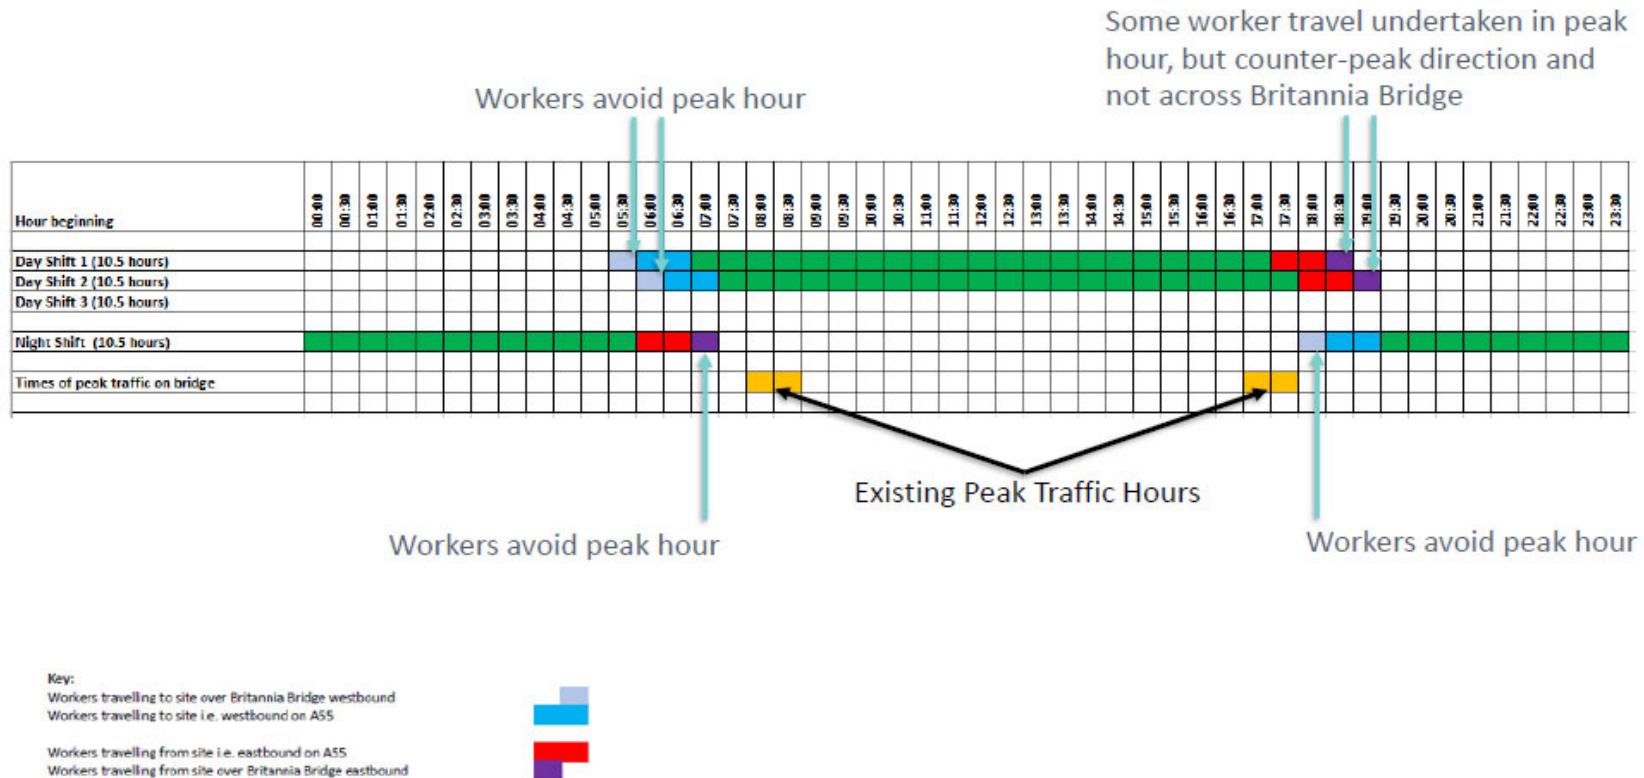 Some worker travel undertaken in peak
hour, but counter-peak direction and
not across Britannia Bridge
Workers avoid peak hour
Hour beginning 00:00 00:30 01:00 01:30 02:00 02:30 03:00 03:30 04:00 04:30 05:00 05:30 06:00 06:30 07:00 07:30 08:00 08:30 09:00 09:30 10:00 10:30 11:00 11:30 12:00 12:30 13:00 13:30 14:00 14:30 15:00 15:30 16:00 16:30 17:00 17:30 18:00 18:30 19:00 19:30 20:00 20:30 21:00 21:30 22:00 22:30 23:00 23:30
Day Shift 1 (10.5 hours)
Day Shift 2 (10.5 hours)
Day Shift 3 (10.5 hours)
Night Shift (10.5 hours)
Times of peak traffic on bridge
Existing Peak Traffic Hours
Workers avoid peak hour
Workers avoid peak hour
Key:
Workers travelling to site over Britannia Bridge westbound
Workers travelling to site i.e. westbound on A55
Workers travelling from site i.e. eastbound on A55
Workers travelling from site over Britannia Bridge eastbound